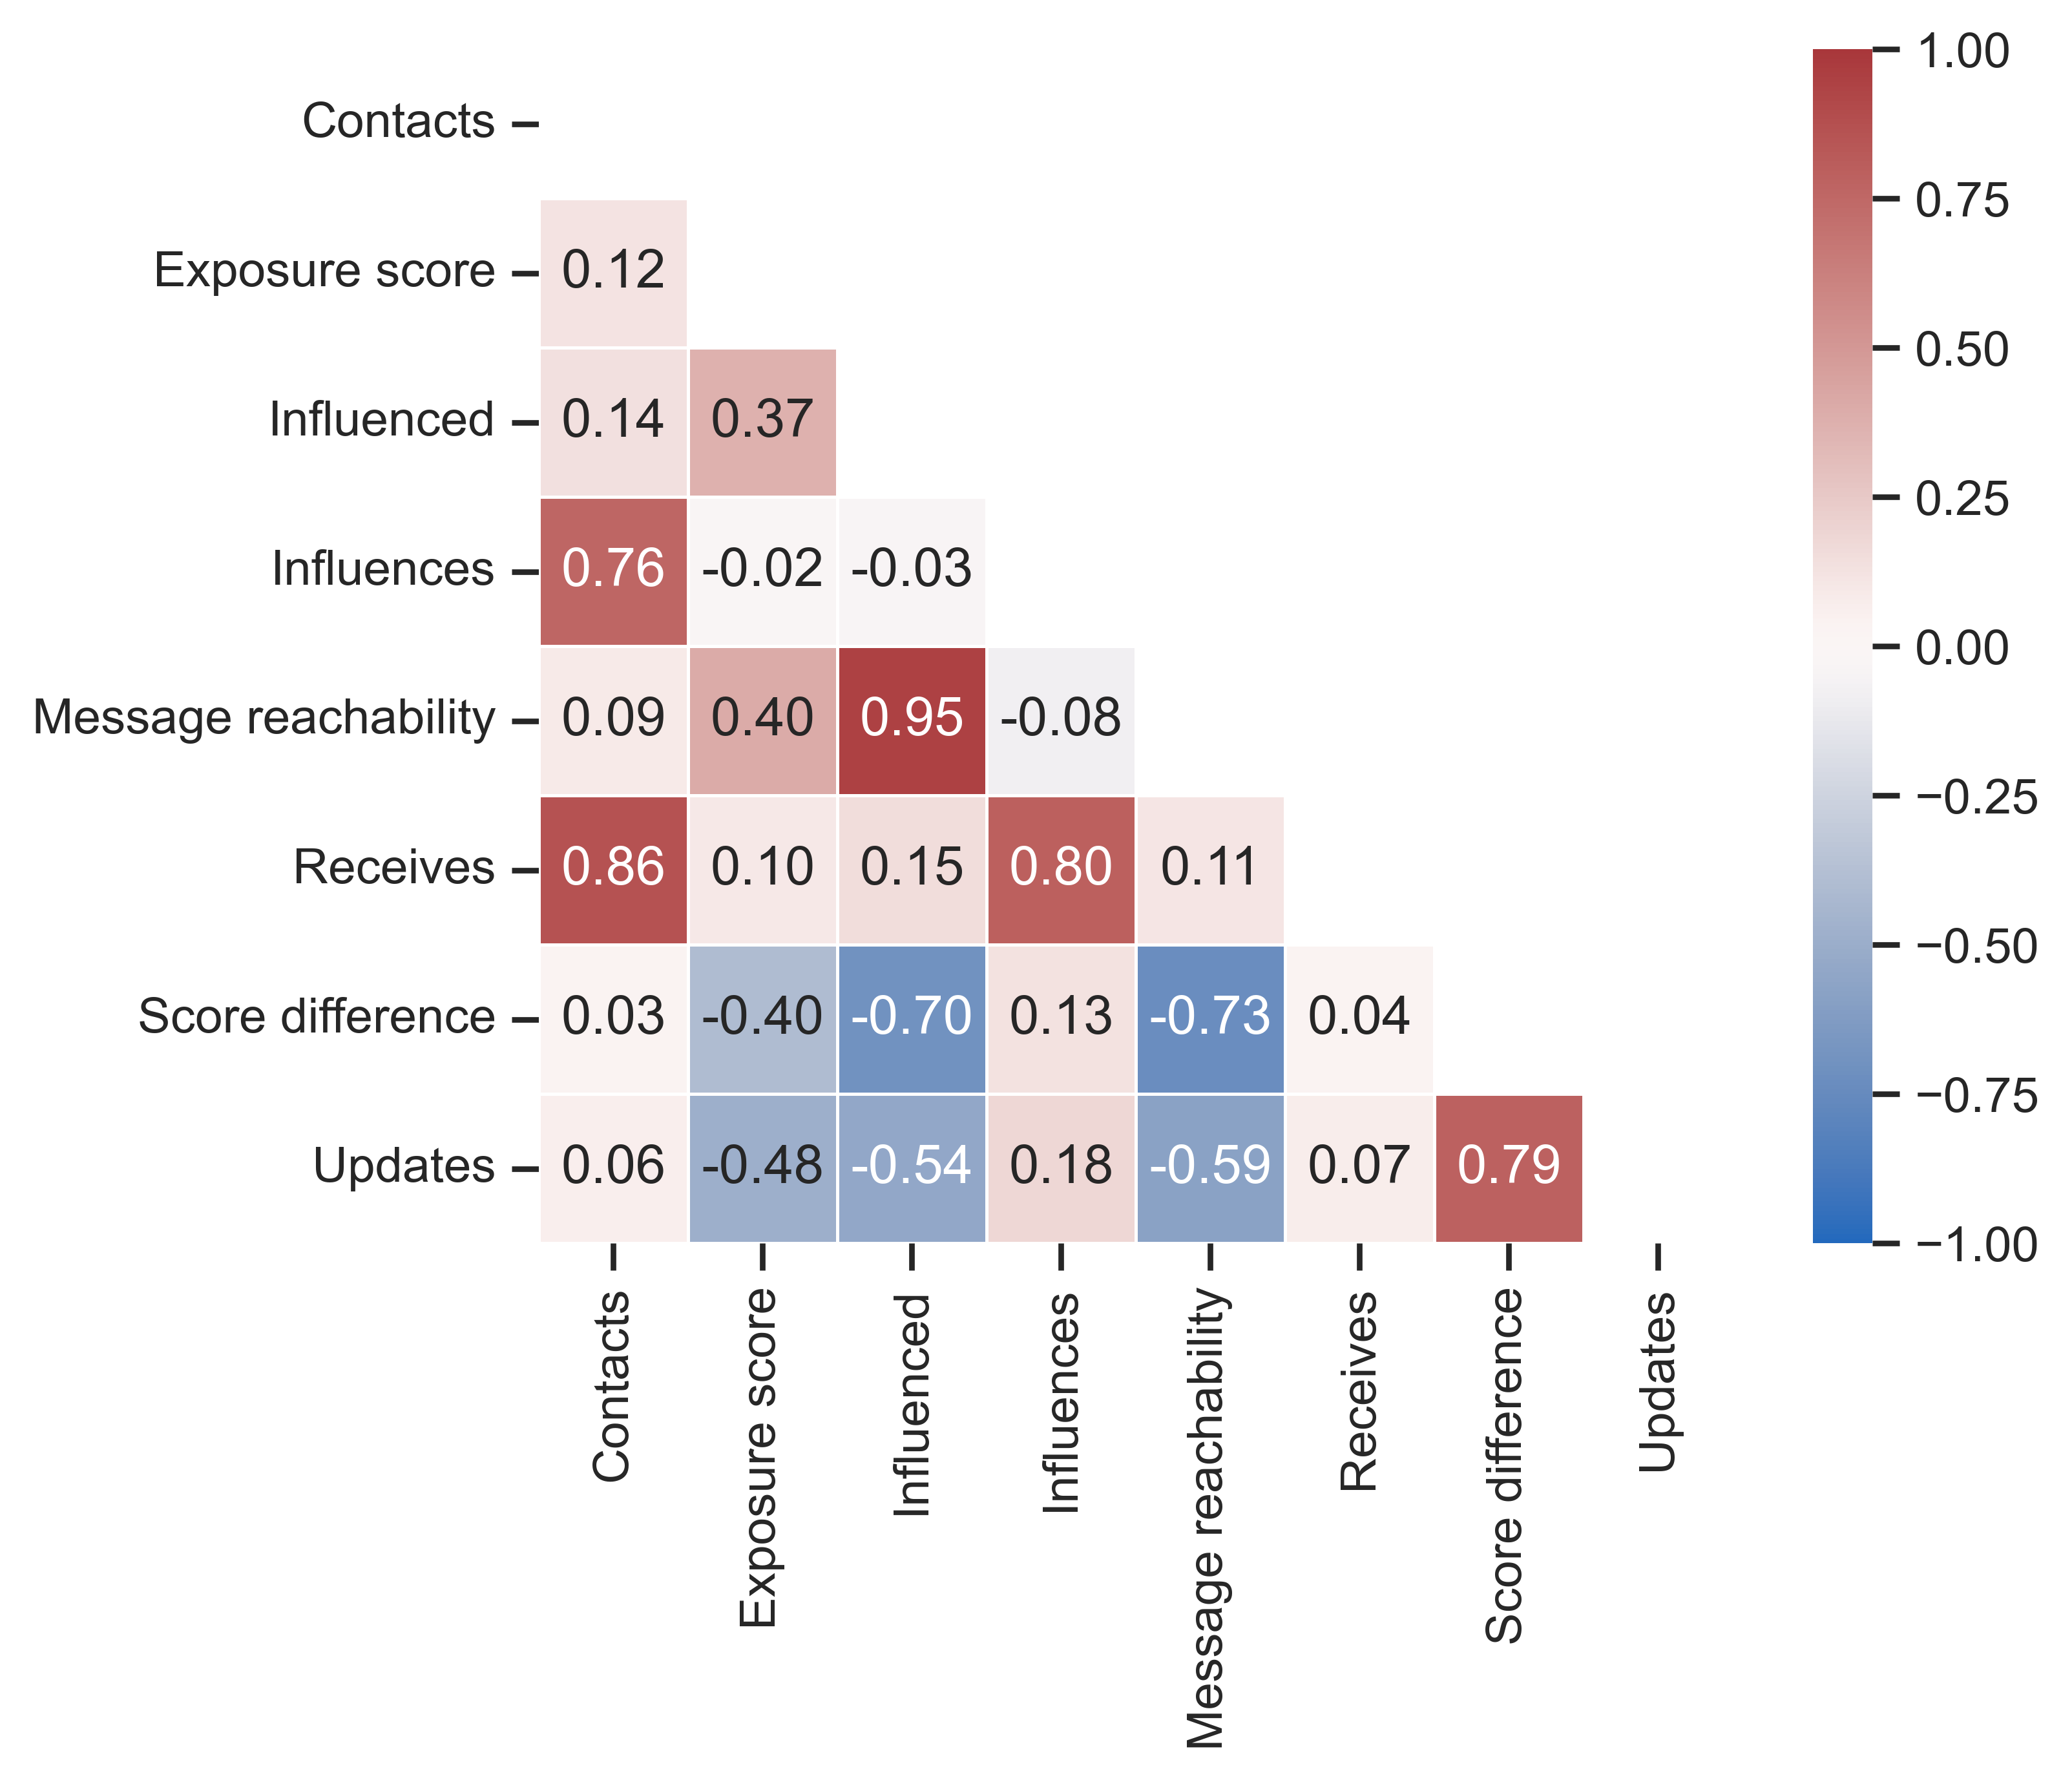 Contacts
Exposure score 0.12
Influenced 0.14 0.37
Influences 0.76 -0.02 -0.03
Message reachability 0.09 0.40 0.95 -0.08
Receives 0.86 0.10 0.15 0.80 0.11
Score difference 0.03 -0.40 -0.70 0.13 -0.73 0.04
Updates 0.06 -0.48 -0.54 0.18 -0.59 0.07 0.79
Contacts
Exposure score
Influenced
Influences
Message reachability
Receives
Score difference
Updates
1.00
0.75
0.50
0.25
0.00
−0.25
−0.50
−0.75
−1.00